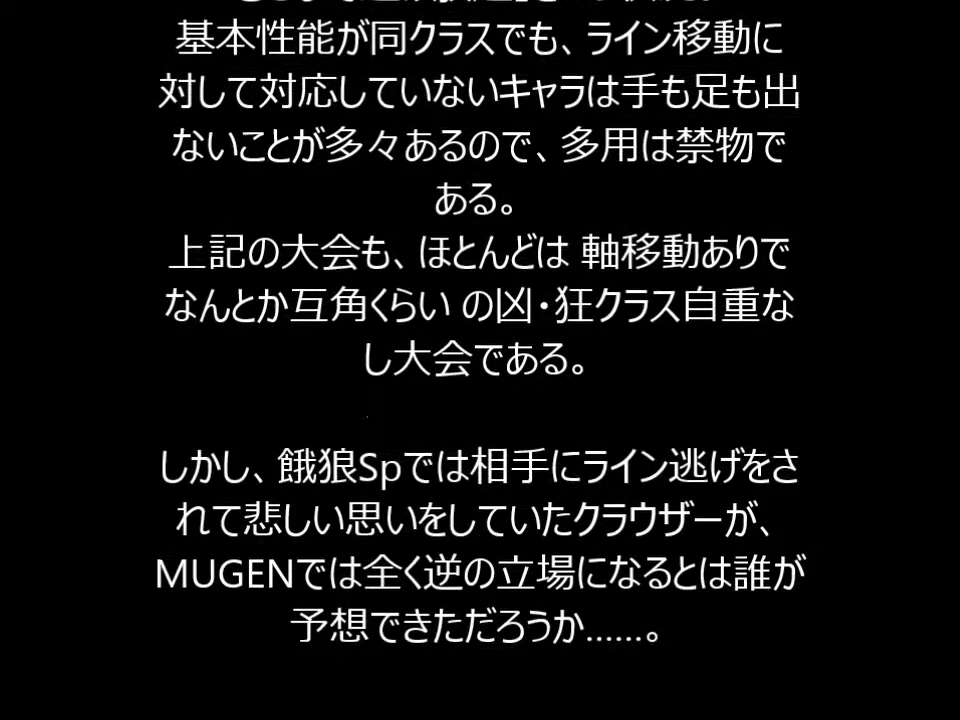 基本性能が同クラスでも、ライン移動に
対して対応していないキャラは手も足も出
ないことが多々あるので、多用は禁物で
ある。
上記の大会も、ほとんどは 軸移動ありで
なんとか互角くらい の凶・狂クラス自重な
し大会である。
しかし、餓狼Spでは相手にライン逃げをさ
れて悲しい思いをしていたクラウザーが、
MUGENでは全く逆の立場になるとは誰が
予想できただろうか……。